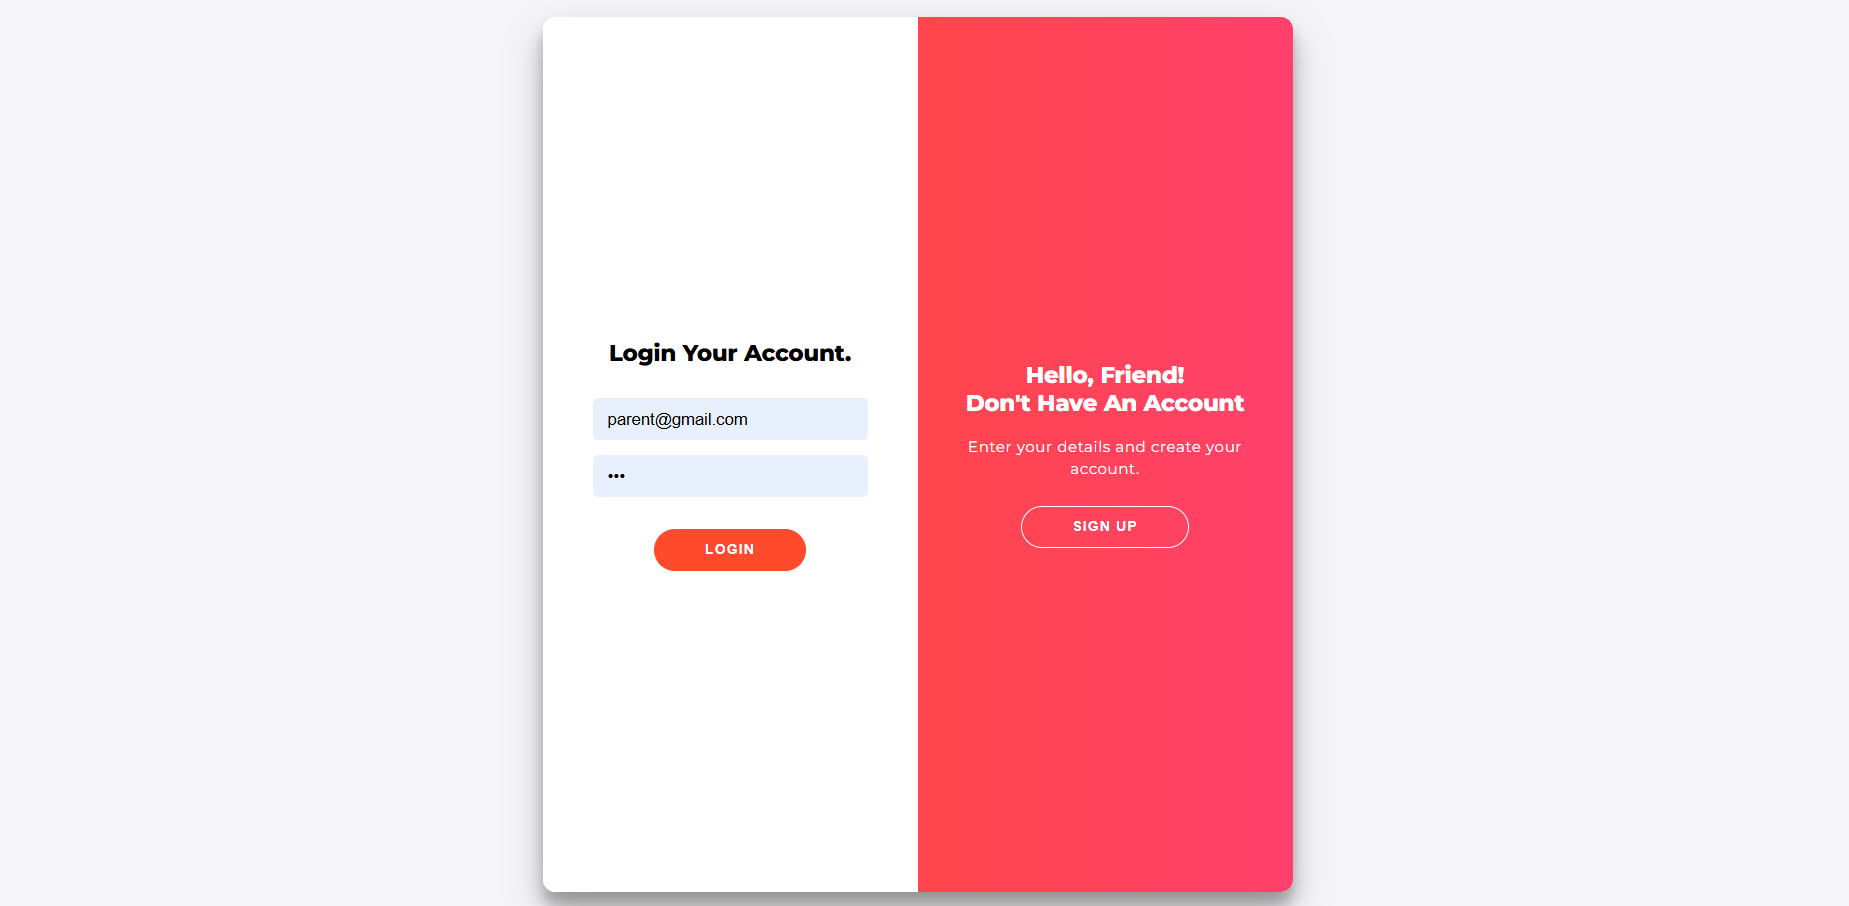 Login Your Account.
parent@gmail.com
•••
LOGIN
Hello, Friend!
Don't Have An Account
Enter your details and create your
account.
SIGN UP